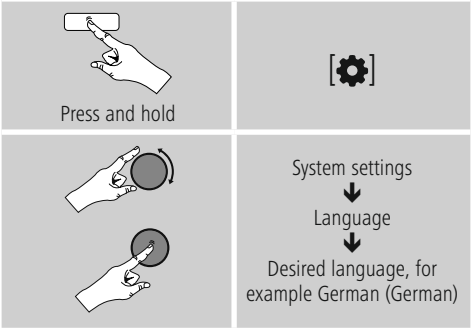 Press and hold
[ ]
System settings
Language
Desired language, for
example German (German)